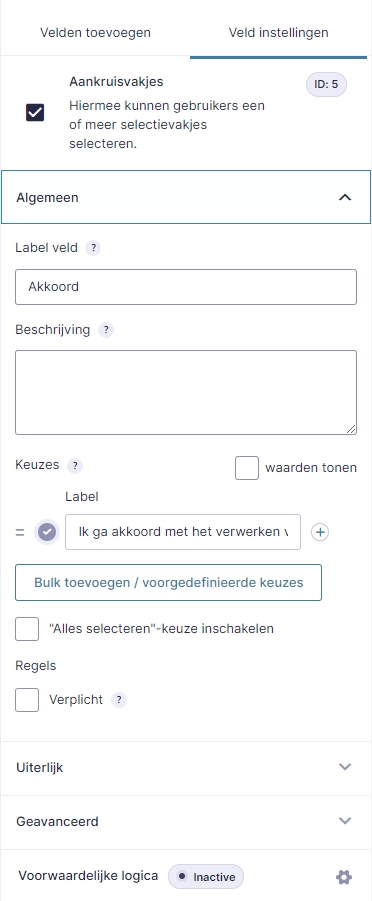 Velden toevoegen
Veld instellingen
Aankruisvakjes
ID: 5
Hiermee kunnen gebruikers een
of meer selectievakjes
selecteren.
Algemeen
Label veld ?
Akkoord
Beschrijving ?
Keuzes ?
waarden tonen
Label
Ik ga akkoord met het verwerken v
Bulk toevoegen / voorgedefinieerde keuzes
"Alles selecteren"-keuze inschakelen
Regels
Verplicht ?
Uiterlijk
Geavanceerd
Voorwaardelijke logica Inactive